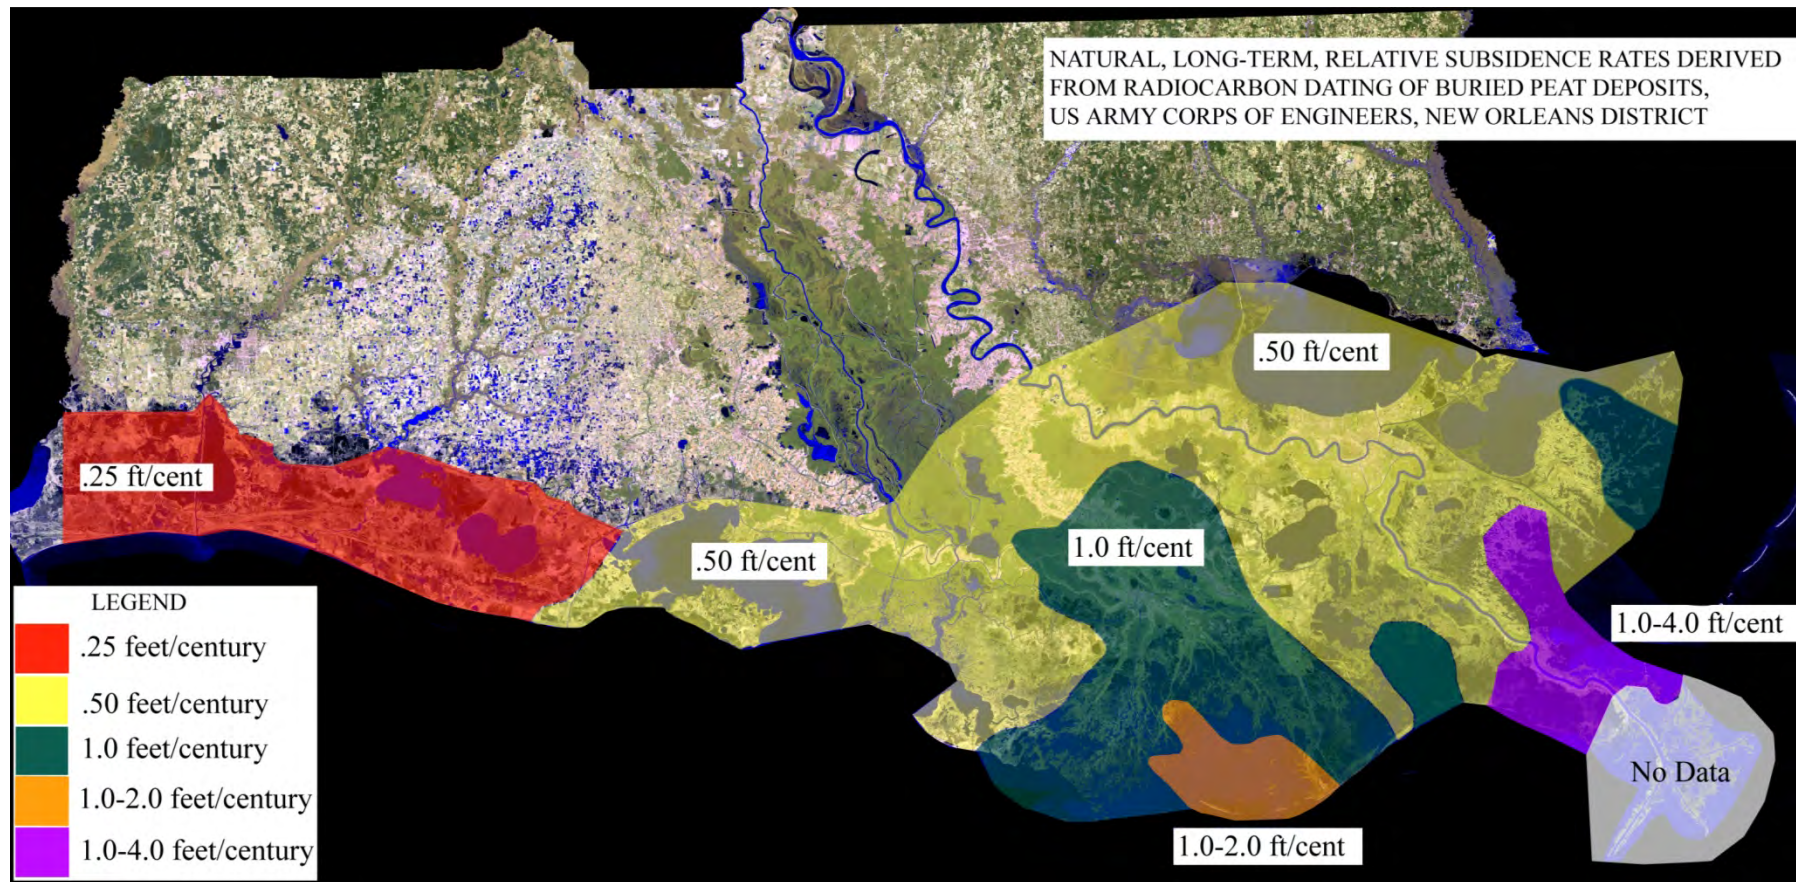 NATURAL, LONG-TERM, RELATIVE SUBSIDENCE RATES DERIVED
FROM RADIOCARBON DATING OF BURIED PEAT DEPOSITS,
US ARMY CORPS OF ENGINEERS, NEW ORLEANS DISTRICT
.50 ft/cent
.25 ft/cent
.50 ft/cent
1.0 ft/cent
1.0-4.0 ft/cent
No Data
1.0-2.0 ft/cent
LEGEND
.25 feet/century
.50 feet/century
1.0 feet/century
1.0-2.0 feet/century
1.0-4.0 feet/century